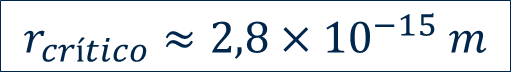 r_crítico ≈ 2,8 × 10⁻¹⁵ m